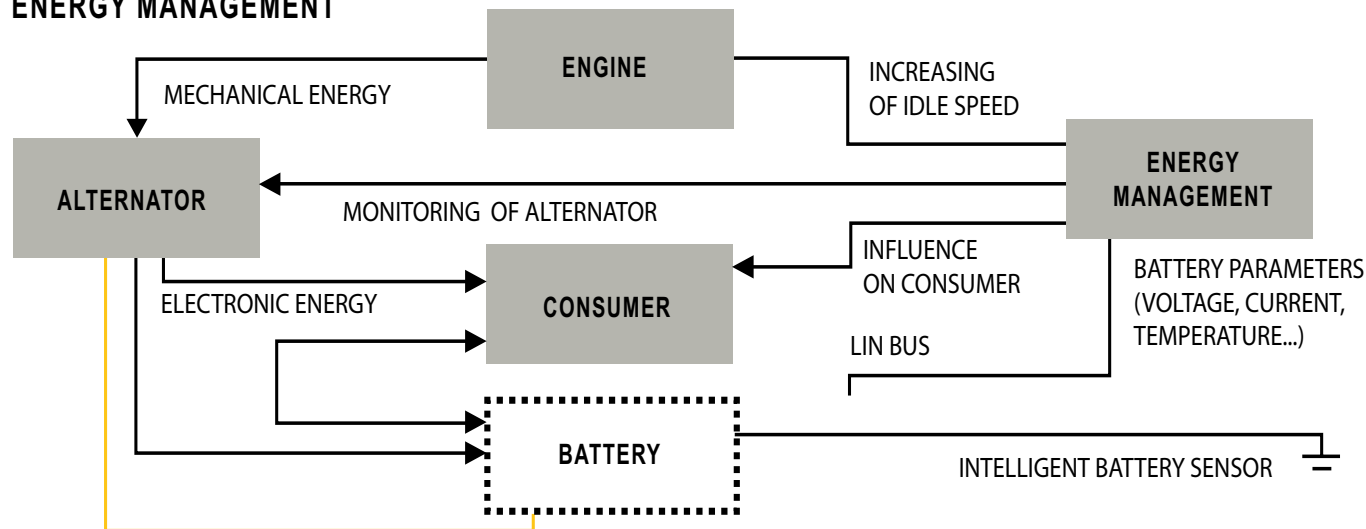 ENERGY MANAGEMENT
ENGINE
INCREASING
OF IDLE SPEED
MECHANICAL ENERGY
ENERGY
MANAGEMENT
ALTERNATOR
MONITORING OF ALTERNATOR
INFLUENCE
ON CONSUMER
BATTERY PARAMETERS
(VOLTAGE, CURRENT,
TEMPERATURE...)
ELECTRONIC ENERGY
CONSUMER
LIN BUS
BATTERY
INTELLIGENT BATTERY SENSOR